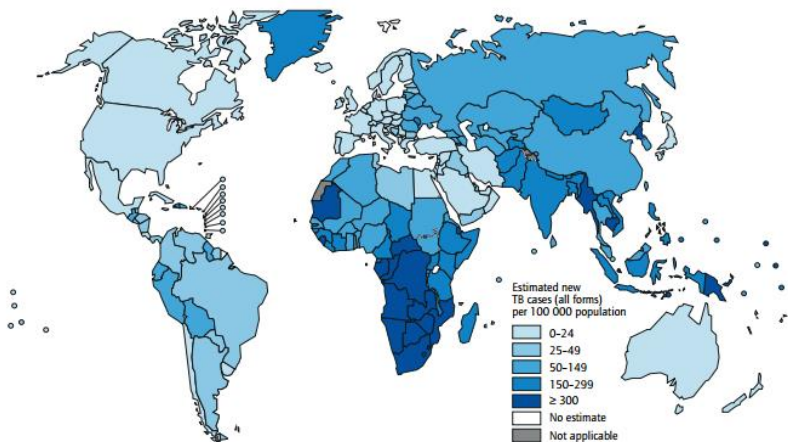 Estimated new
TB cases (all forms)
per 100 000 population
0–24
25–49
50–149
150–299
≥ 300
No estimate
Not applicable